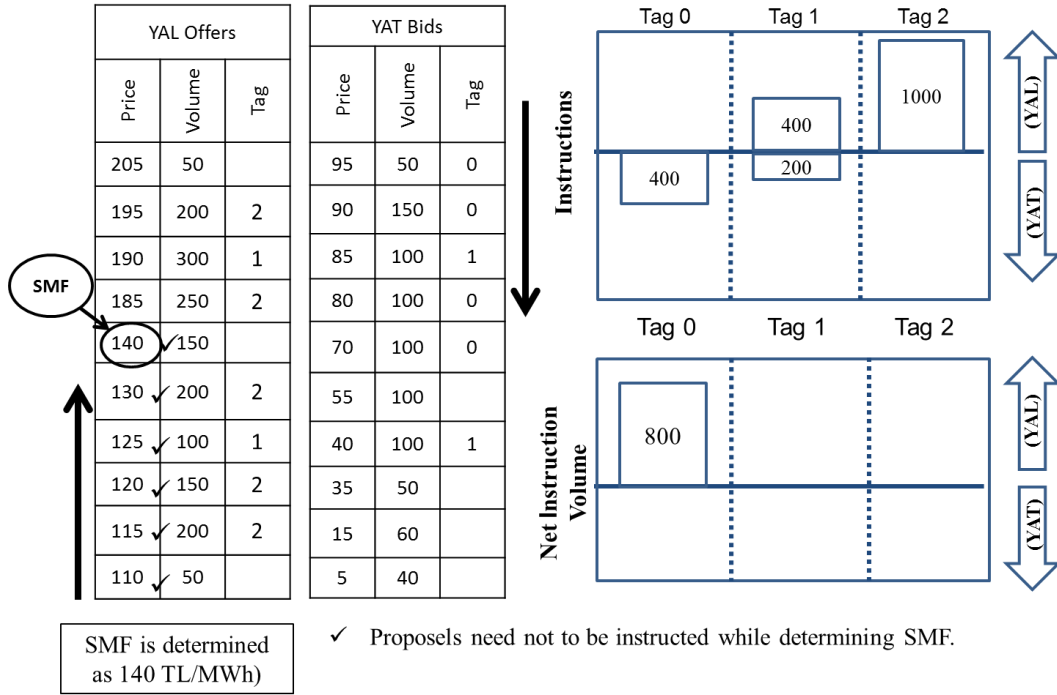 YAL Offers
Price Volume Tag
205 50
195 200 2
190 300 1
185 250 2
140 ✓150
130 ✓200 2
125 ✓100 1
120 ✓150 2
115 ✓200 2
110 ✓50
SMF
YAT Bids
Price Volume Tag
95 50 0
90 150 0
85 100 1
80 100 0
70 100 0
55 100
40 100 1
35 50
15 60
5 40
Tag 0 Tag 1 Tag 2
Instructions
400
400
200
1000
(YAL)
(YAT)
Tag 0 Tag 1 Tag 2
Net Instruction
Volume
800
(YAL)
(YAT)
SMF is determined
as 140 TL/MWh)
✓ Proposels need not to be instructed while determining SMF.